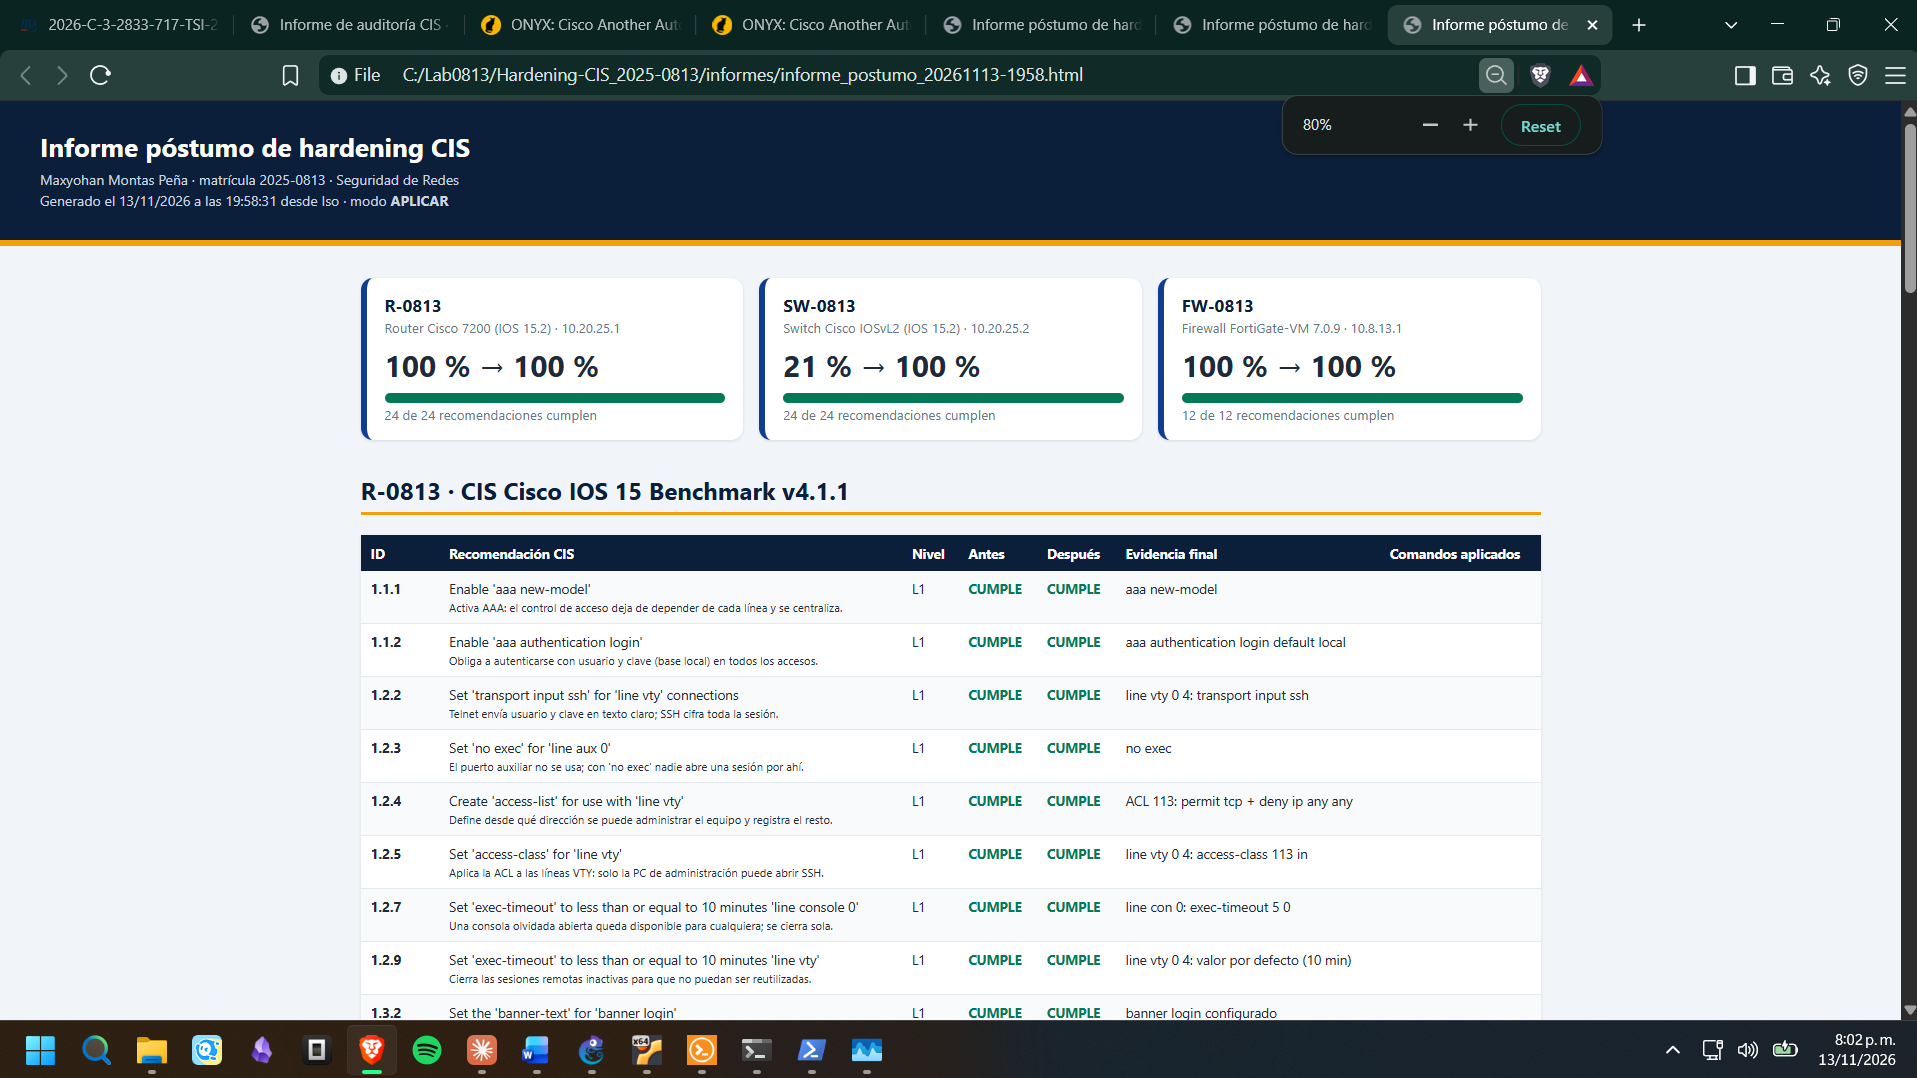 2026-C-3-2833-717-TSI-2
Informe de auditoría CIS
ONYX: Cisco Another Aut
ONYX: Cisco Another Aut
Informe póstumo de hard
Informe póstumo de hard
Informe póstumo de
File C:/Lab0813/Hardening-CIS_2025-0813/informes/informe_postumo_20261113-1958.html
80%
Reset
Informe póstumo de hardening CIS
Maxyohan Montas Peña · matrícula 2025-0813 · Seguridad de Redes
Generado el 13/11/2026 a las 19:58:31 desde Iso · modo APLICAR
R-0813
Router Cisco 7200 (IOS 15.2) · 10.20.25.1
100 % → 100 %
24 de 24 recomendaciones cumplen
SW-0813
Switch Cisco IOSvL2 (IOS 15.2) · 10.20.25.2
21 % → 100 %
24 de 24 recomendaciones cumplen
FW-0813
Firewall FortiGate-VM 7.0.9 · 10.8.13.1
100 % → 100 %
12 de 12 recomendaciones cumplen
R-0813 · CIS Cisco IOS 15 Benchmark v4.1.1
ID Recomendación CIS Nivel Antes Después Evidencia final Comandos aplicados
1.1.1 Enable 'aaa new-model' L1 CUMPLE CUMPLE aaa new-model
Activa AAA: el control de acceso deja de depender de cada línea y se centraliza.
1.1.2 Enable 'aaa authentication login' L1 CUMPLE CUMPLE aaa authentication login default local
Obliga a autenticarse con usuario y clave (base local) en todos los accesos.
1.2.2 Set 'transport input ssh' for 'line vty' connections L1 CUMPLE CUMPLE line vty 0 4: transport input ssh
Telnet envía usuario y clave en texto claro; SSH cifra toda la sesión.
1.2.3 Set 'no exec' for 'line aux 0' L1 CUMPLE CUMPLE no exec
El puerto auxiliar no se usa; con 'no exec' nadie abre una sesión por ahí.
1.2.4 Create 'access-list' for use with 'line vty' L1 CUMPLE CUMPLE ACL 113: permit tcp + deny ip any any
Define desde qué dirección se puede administrar el equipo y registra el resto.
1.2.5 Set 'access-class' for 'line vty' L1 CUMPLE CUMPLE line vty 0 4: access-class 113 in
Aplica la ACL a las líneas VTY: solo la PC de administración puede abrir SSH.
1.2.7 Set 'exec-timeout' to less than or equal to 10 minutes 'line console 0' L1 CUMPLE CUMPLE line con 0: exec-timeout 5 0
Una consola olvidada abierta queda disponible para cualquiera; se cierra sola.
1.2.9 Set 'exec-timeout' to less than or equal to 10 minutes 'line vty' L1 CUMPLE CUMPLE line vty 0 4: valor por defecto (10 min)
Cierra las sesiones remotas inactivas para que no puedan ser reutilizadas.
1.3.2 Set the 'banner-text' for 'banner login' L1 CUMPLE CUMPLE banner login configurado
x64
8:02 p. m.
13/11/2026